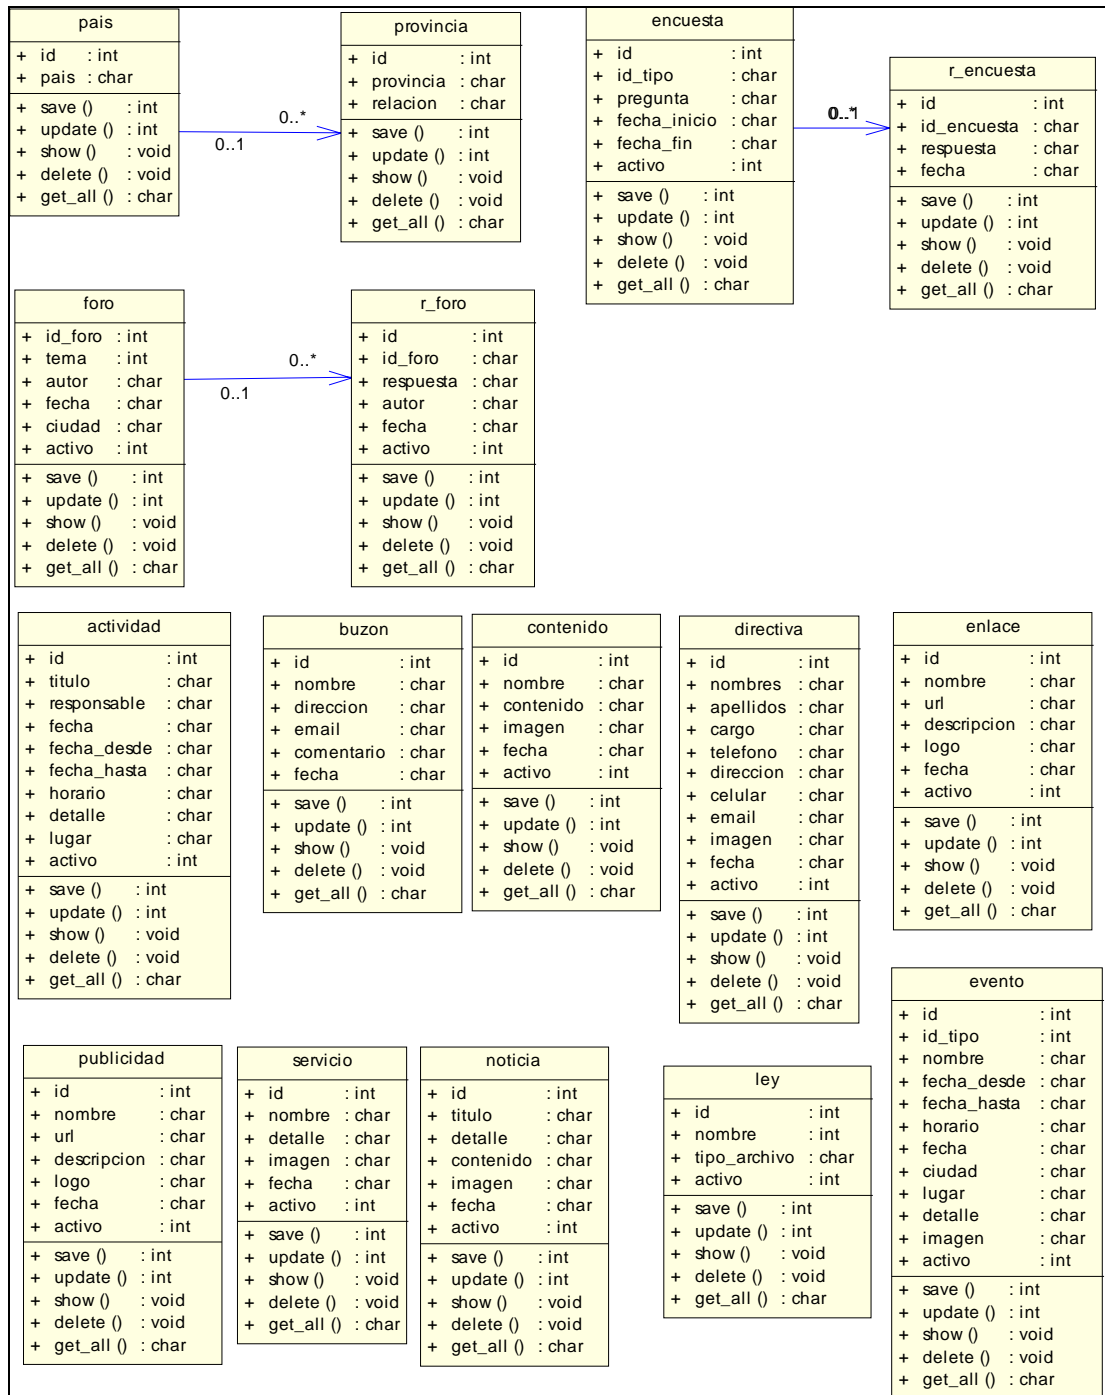 pais
+ id : int
+ pais : char
+ save () : int
+ update () : int
+ show () : void
+ delete () : void
+ get_all () : char
0..1
0..*
provincia
+ id : int
+ provincia : char
+ relacion : char
+ save () : int
+ update () : int
+ show () : void
+ delete () : void
+ get_all () : char
encuesta
+ id : int
+ id_tipo : char
+ pregunta : char
+ fecha_inicio : char
+ fecha_fin : char
+ activo : int
+ save () : int
+ update () : int
+ show () : void
+ delete () : void
+ get_all () : char
r_encuesta
+ id : int
+ id_encuesta : char
+ respuesta : char
+ fecha : char
+ save () : int
+ update () : int
+ show () : void
+ delete () : void
+ get_all () : char
foro
+ id_foro : int
+ tema : int
+ autor : char
+ fecha : char
+ ciudad : char
+ activo : int
+ save () : int
+ update () : int
+ show () : void
+ delete () : void
+ get_all () : char
0..1
0..*
r_foro
+ id : int
+ id_foro : char
+ respuesta : char
+ autor : char
+ fecha : char
+ activo : int
+ save () : int
+ update () : int
+ show () : void
+ delete () : void
+ get_all () : char
actividad
+ id : int
+ titulo : char
+ responsable : char
+ fecha : char
+ fecha_desde : char
+ fecha_hasta : char
+ horario : char
+ detalle : char
+ lugar : char
+ activo : int
+ save () : int
+ update () : int
+ show () : void
+ delete () : void
+ get_all () : char
buzon
+ id : int
+ nombre : char
+ direccion : char
+ email : char
+ comentario : char
+ fecha : char
+ save () : int
+ update () : int
+ show () : void
+ delete () : void
+ get_all () : char
contenido
+ id : int
+ nombre : char
+ contenido : char
+ imagen : char
+ fecha : char
+ activo : int
+ save () : int
+ update () : int
+ show () : void
+ delete () : void
+ get_all () : char
directiva
+ id : int
+ nombres : char
+ apellidos : char
+ cargo : char
+ telefono : char
+ direccion : char
+ celular : char
+ email : char
+ imagen : char
+ fecha : char
+ activo : int
+ save () : int
+ update () : int
+ show () : void
+ delete () : void
+ get_all () : char
enlace
+ id : int
+ nombre : char
+ url : char
+ descripcion : char
+ logo : char
+ fecha : char
+ activo : int
+ save () : int
+ update () : int
+ show () : void
+ delete () : void
+ get_all () : char
publicidad
+ id : int
+ nombre : char
+ url : char
+ descripcion : char
+ logo : char
+ fecha : char
+ activo : int
+ save () : int
+ update () : int
+ show () : void
+ delete () : void
+ get_all () : char
servicio
+ id : int
+ nombre : char
+ detalle : char
+ imagen : char
+ fecha : char
+ activo : int
+ save () : int
+ update () : int
+ show () : void
+ delete () : void
+ get_all () : char
noticia
+ id : int
+ titulo : char
+ detalle : char
+ contenido : char
+ imagen : char
+ fecha : char
+ activo : int
+ save () : int
+ update () : int
+ show () : void
+ delete () : void
+ get_all () : char
ley
+ id : int
+ nombre : int
+ tipo_archivo : char
+ activo : int
+ save () : int
+ update () : int
+ show () : void
+ delete () : void
+ get_all () : char
evento
+ id : int
+ id_tipo : int
+ nombre : char
+ fecha_desde : char
+ fecha_hasta : char
+ horario : char
+ fecha : char
+ ciudad : char
+ lugar : char
+ detalle : char
+ imagen : char
+ activo : int
+ save () : int
+ update () : int
+ show () : void
+ delete () : void
+ get_all () : char